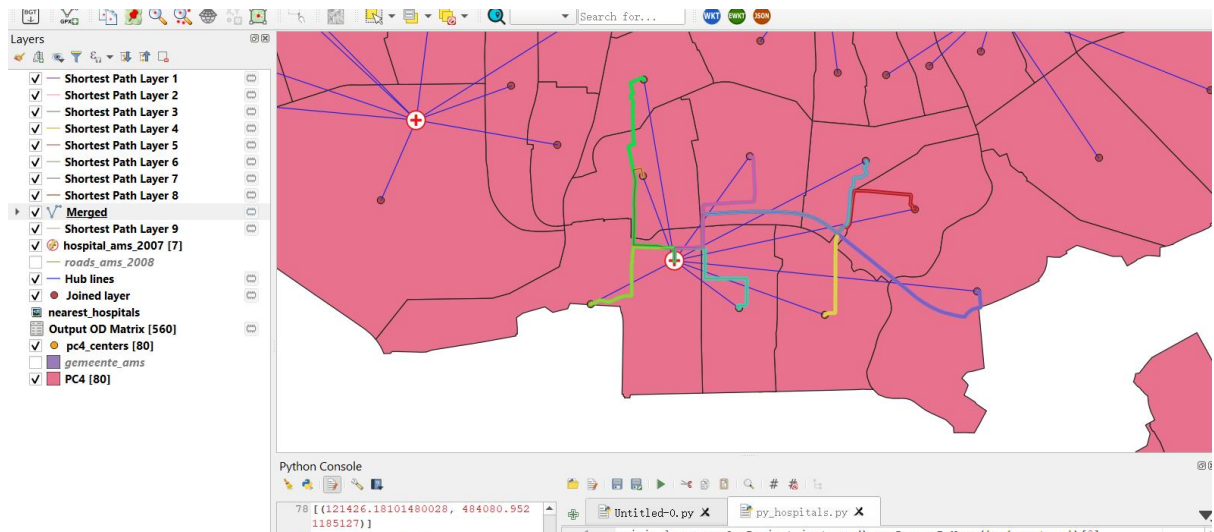 BGT
GPX
Search for...
WKT EWKT JSON
Layers
Shortest Path Layer 1
Shortest Path Layer 2
Shortest Path Layer 3
Shortest Path Layer 4
Shortest Path Layer 5
Shortest Path Layer 6
Shortest Path Layer 7
Shortest Path Layer 8
Merged
Shortest Path Layer 9
hospital_ams_2007 [7]
roads_ams_2008
Hub lines
Joined layer
nearest_hospitals
Output OD Matrix [560]
pc4_centers [80]
gemeente_ams
PC4 [80]
Python Console
78 [(121426.18101480028, 484080.952
1185127)]
Untitled-0.py X
py_hospitals.py X